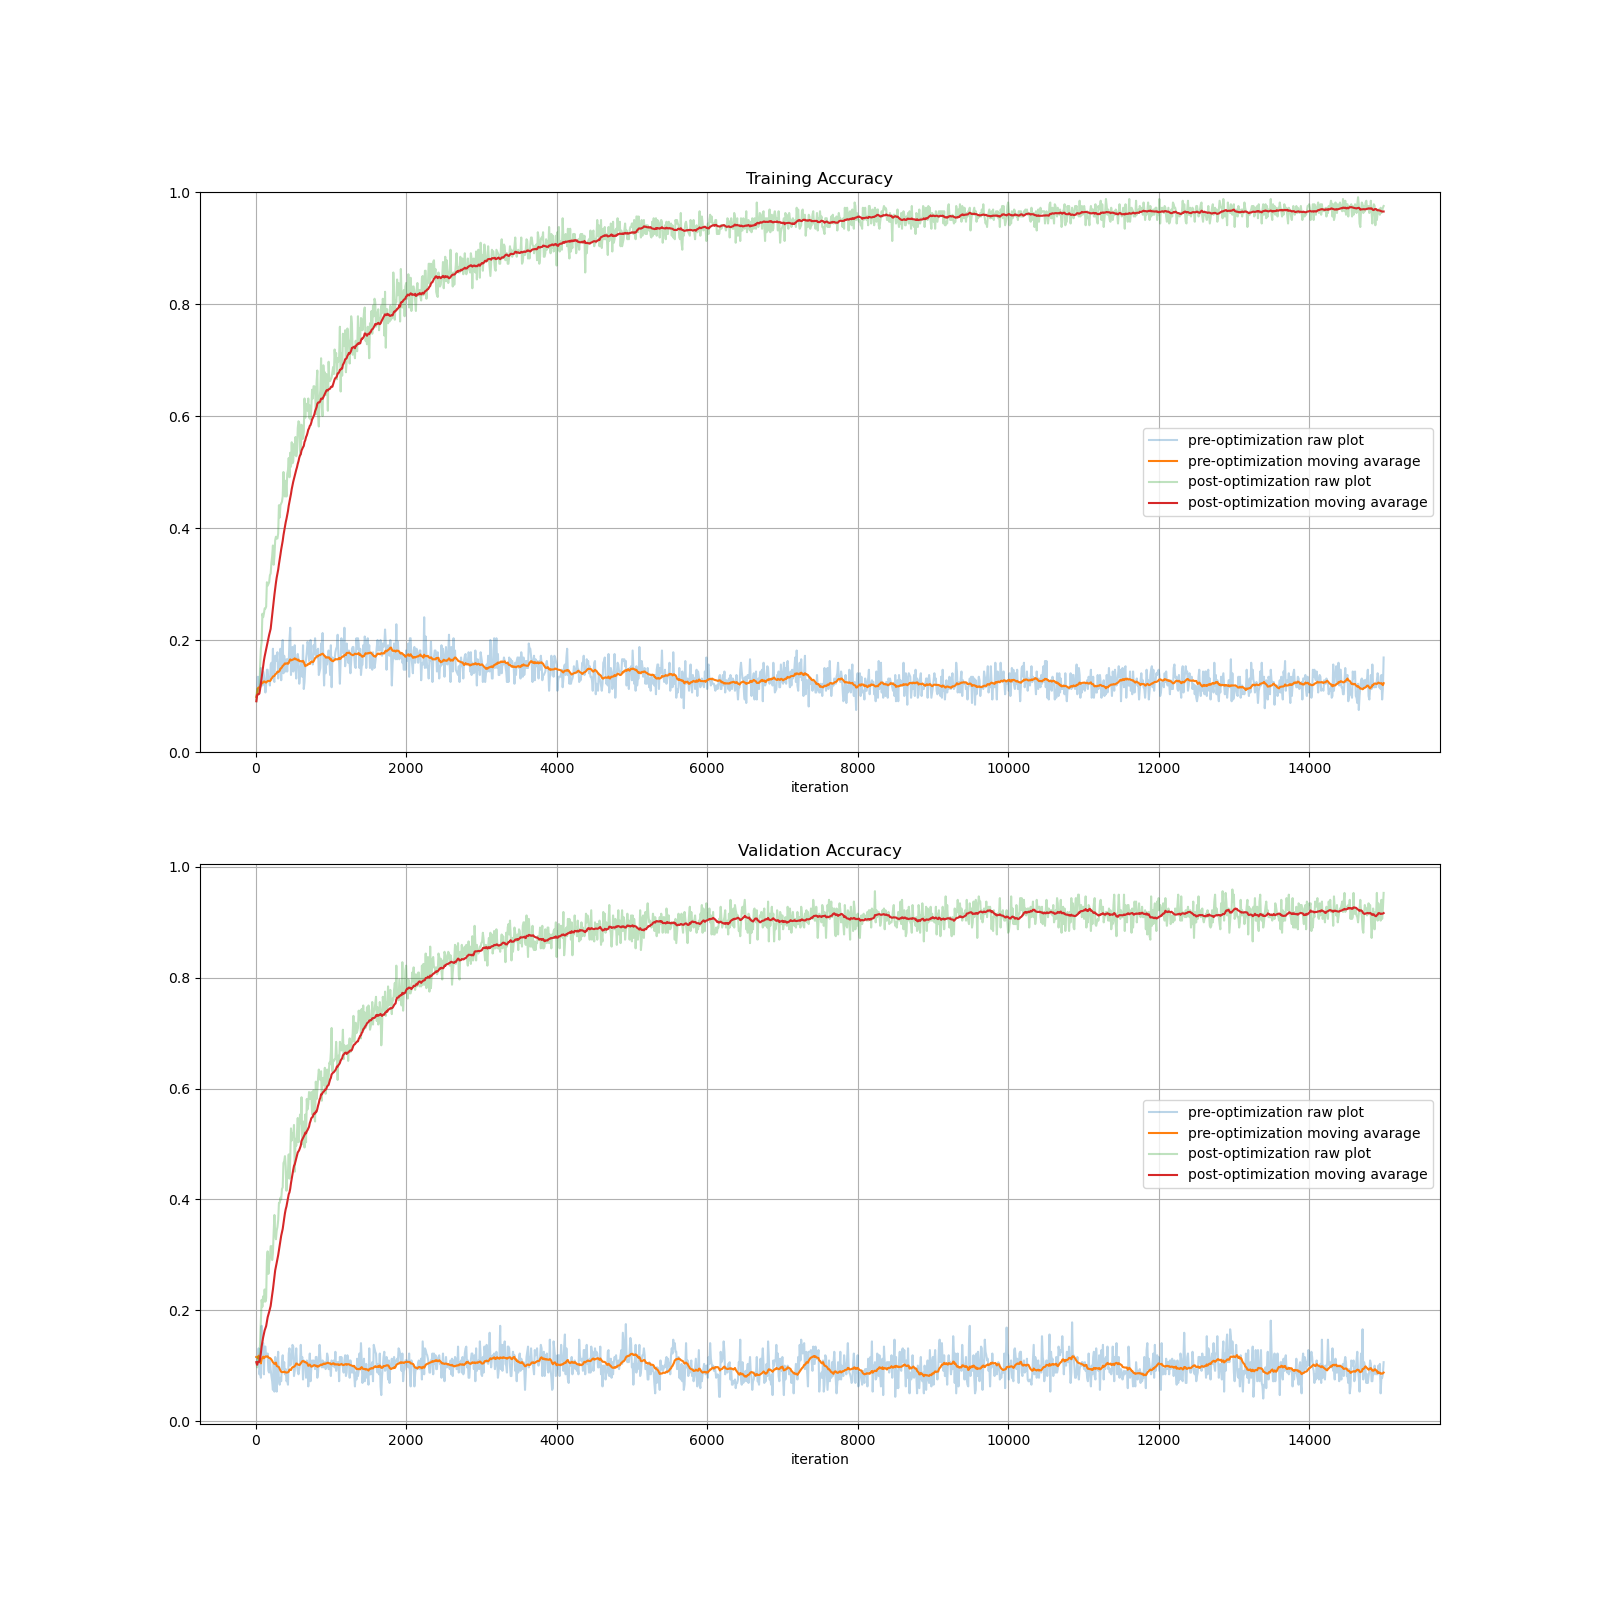 Training Accuracy
1.0
0.8
0.6
0.4
0.2
0.0
pre-optimization raw plot
pre-optimization moving avarage
post-optimization raw plot
post-optimization moving avarage
0 2000 4000 6000 8000 10000 12000 14000
iteration
Validation Accuracy
1.0
0.8
0.6
0.4
0.2
0.0
pre-optimization raw plot
pre-optimization moving avarage
post-optimization raw plot
post-optimization moving avarage
0 2000 4000 6000 8000 10000 12000 14000
iteration